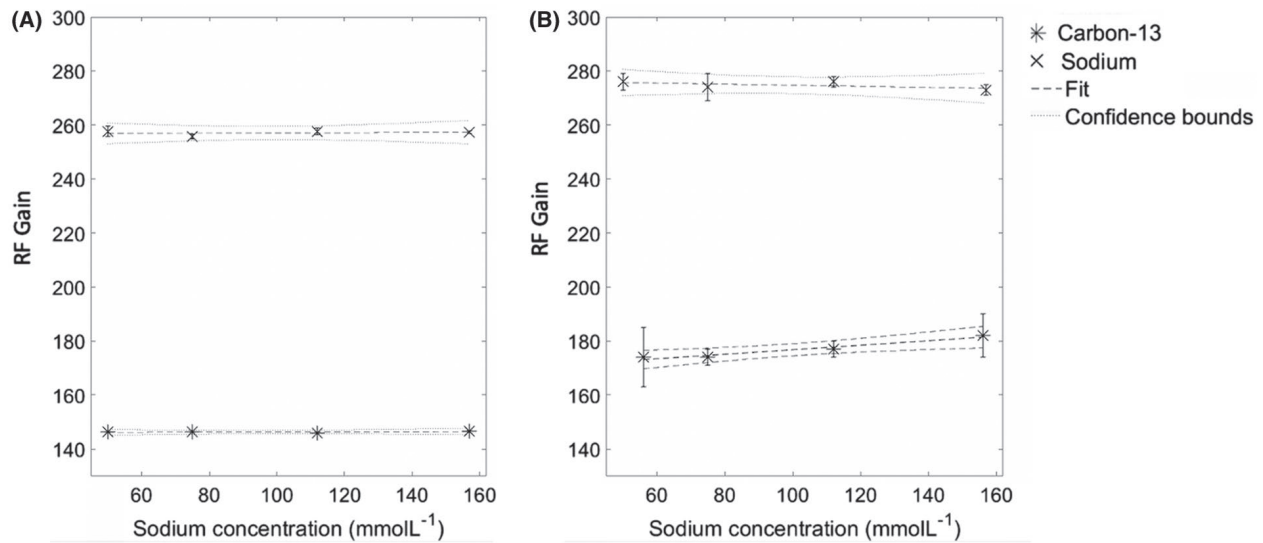 (A)
300
280
260
240
220
200
180
160
140
RF Gain
60 80 100 120 140 160
Sodium concentration (mmolL⁻¹)
(B)
300
280
260
240
220
200
180
160
140
RF Gain
60 80 100 120 140 160
Sodium concentration (mmolL⁻¹)
Carbon-13
Sodium
Fit
Confidence bounds